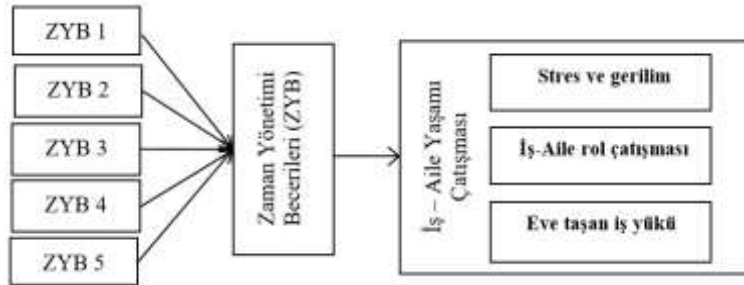 ZYB 1
ZYB 2
ZYB 3
ZYB 4
ZYB 5
Zaman Yönetimi
Becerileri (ZYB)
İş – Aile Yaşamı
Çatışması
Stres ve gerilim
İş-Aile rol çatışması
Eve taşan iş yükü